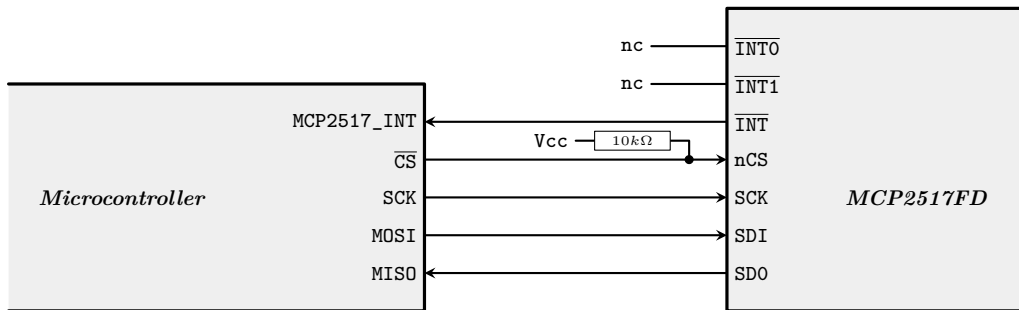 nc INT0
nc INT1
MCP2517_INT INT
Vcc 10kΩ
CS nCS
Microcontroller SCK SCK MCP2517FD
MOSI SDI
MISO SDO